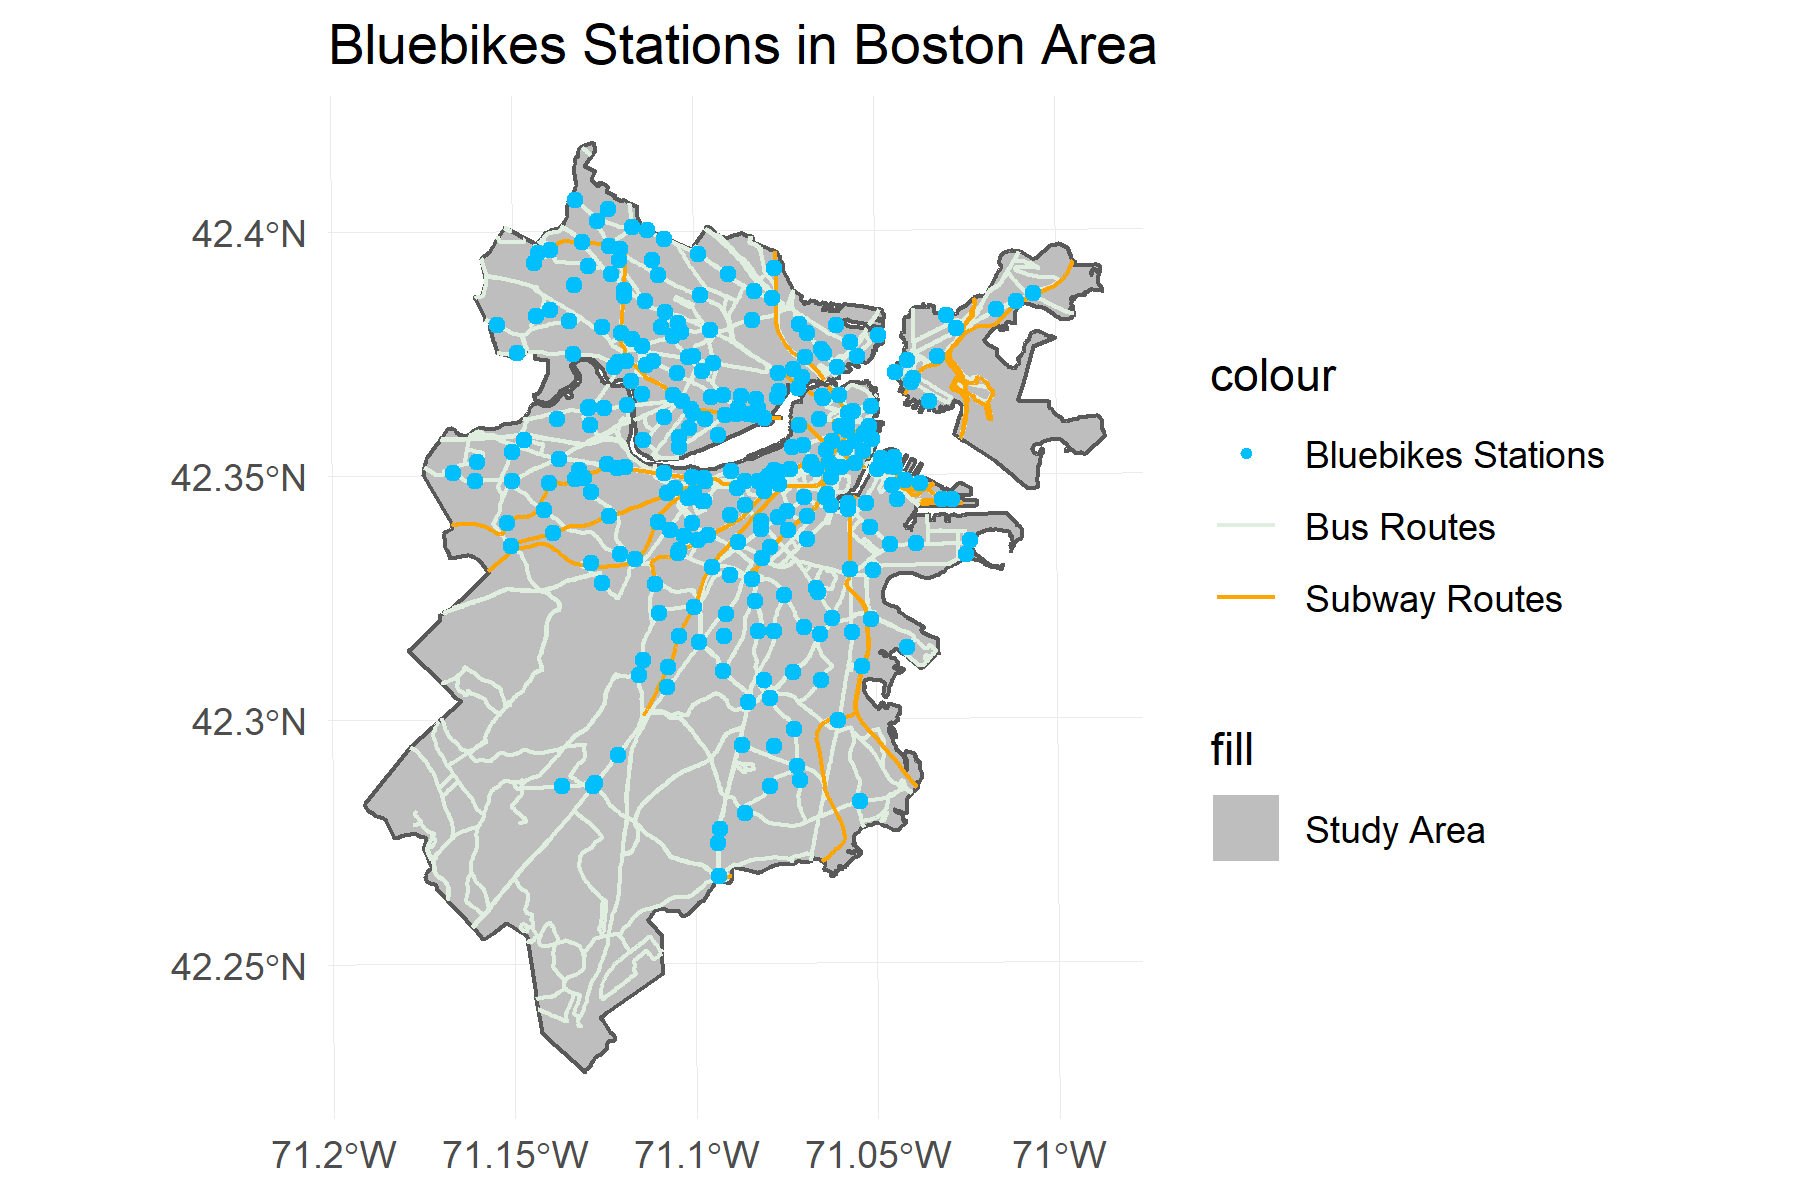 Bluebikes Stations in Boston Area
42.4°N
42.35°N
42.3°N
42.25°N
71.2°W
71.15°W
71.1°W
71.05°W
71°W
colour
Bluebikes Stations
Bus Routes
Subway Routes
fill
Study Area